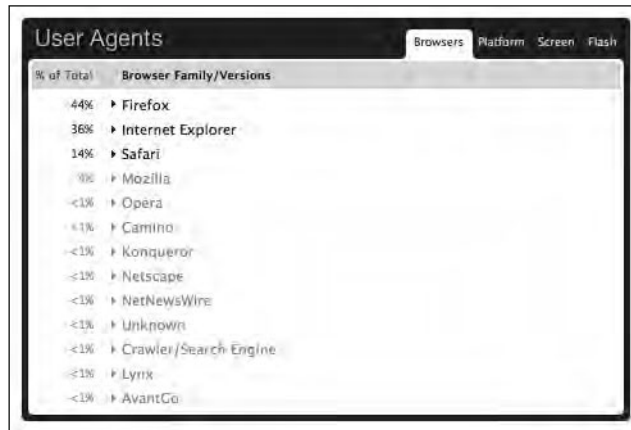 User Agents
Browsers Platform Screen Flash
% of Total Browser Family/Versions
44% Firefox
36% Internet Explorer
14% Safari
Mozilla
<1% Opera
<1% Camino
<1% Konqueror
<1% Netscape
<1% NetNewsWire
<1% Unknown
<1% Crawler/Search Engine
<1% Lynx
<1% AvantGo